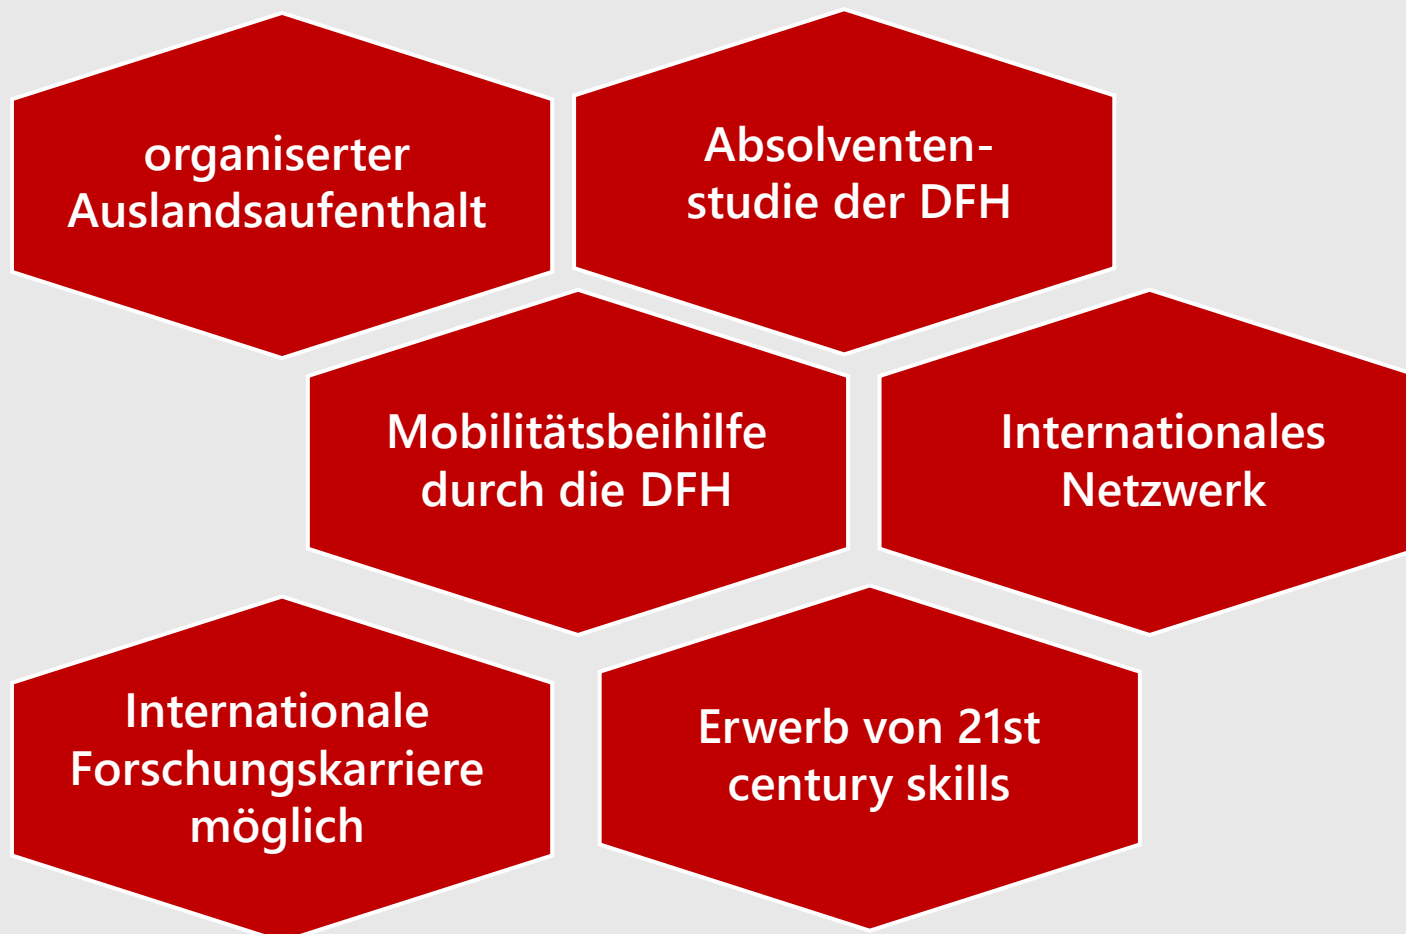 organiserter
Auslandsaufenthalt
Absolventen-
studie der DFH
Mobilitätsbeihilfe
durch die DFH
Internationales
Netzwerk
Internationale
Forschungskarriere
möglich
Erwerb von 21st
century skills